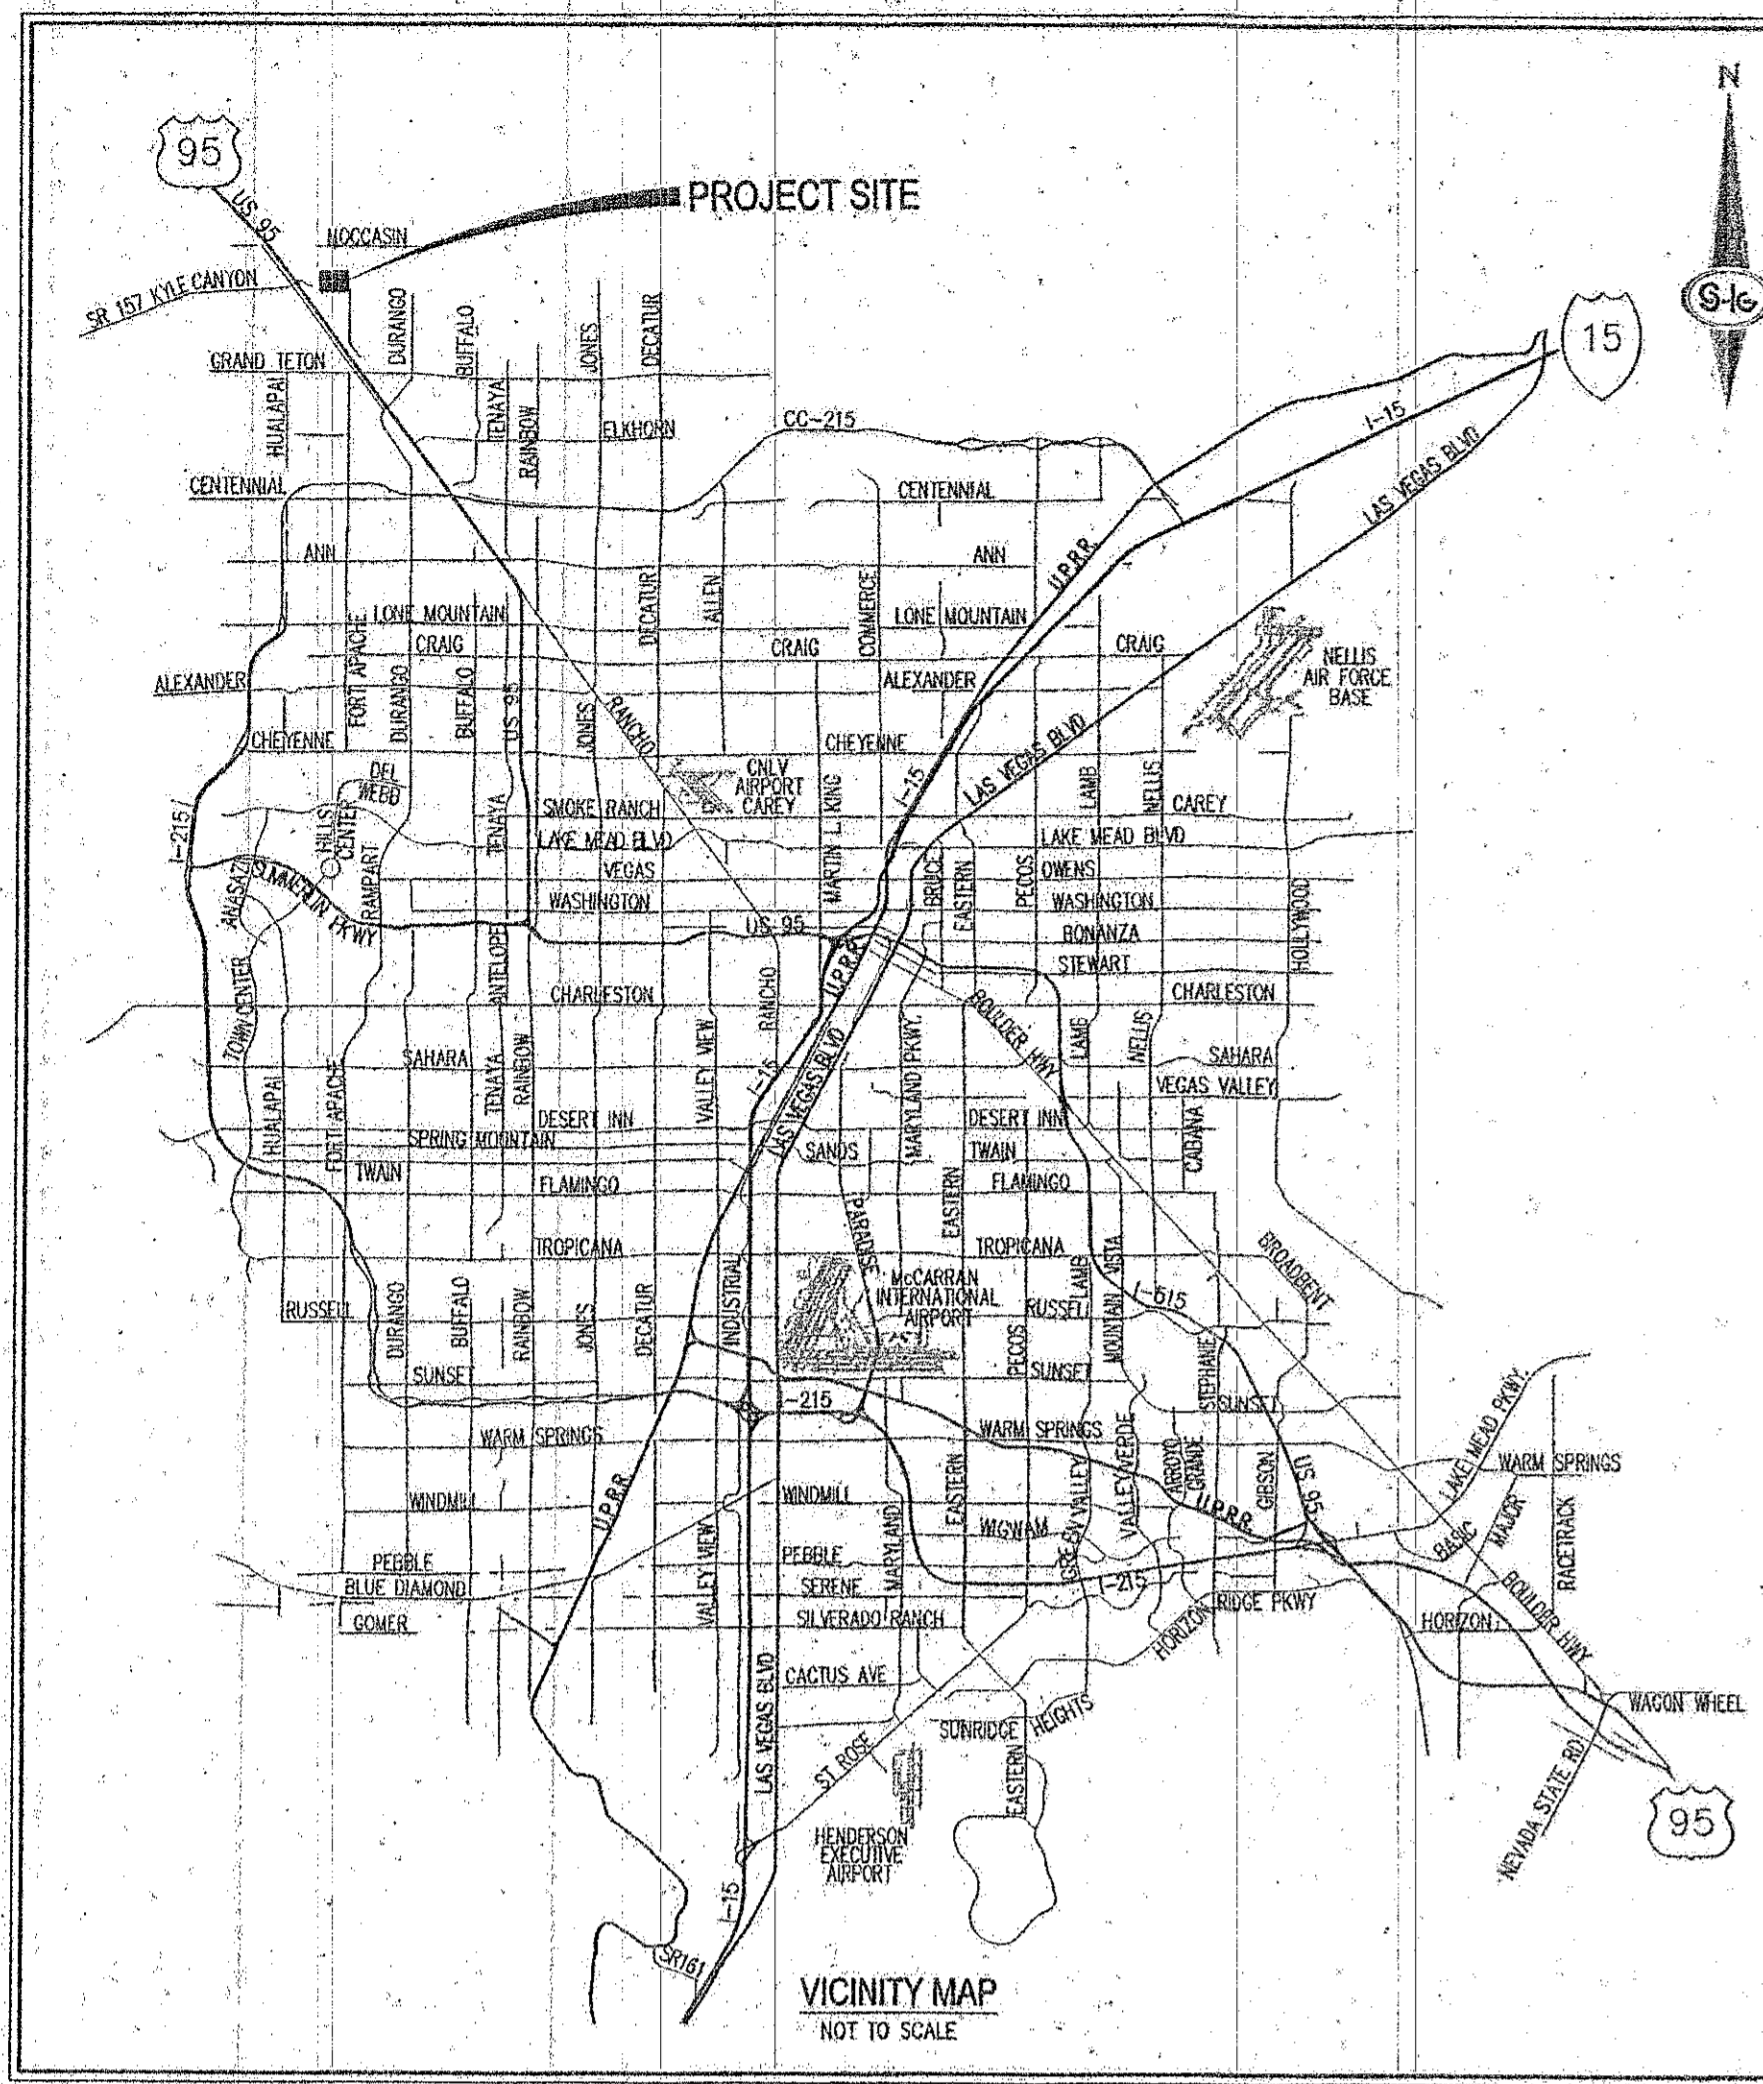 N
95
PROJECT SITE
US 95
MOCCASIN
SR 157 KYLE CANYON
S-IG
15
DURANGO
BUFFALO
JONES
DECATUR
GRAND TETON
HUALAPAI
TENAYA
RAINBOW
ELKHORN
CC-215
I-15
LAS VEGAS BLVD
CENTENNIAL
CENTENNIAL
ANN
ANN
U.P.R.R.
FORT APACHE
LONE MOUNTAIN
DECATUR
ALLEN
COMMERCE
LONE MOUNTAIN
CRAIG
CRAIG
CRAIG
NELLIS
AIR FORCE
BASE
ALEXANDER
ALEXANDER
DURANGO
BUFFALO
US 95
JONES
RANCHO
CHEYENNE
CHEYENNE
LAS VEGAS BLVD
DEL
WEBB
CNLV
AIRPORT
CAREY
MARTIN L. KING
I-15
LAMB
NELLIS
CAREY
I-215
HILLS
CENTER
TENAYA
SMOKE RANCH
LAKE MEAD BLVD
LAKE MEAD BLVD
ANASAZI
SUMMERLIN PKWY
RAMPART
VEGAS
BRUCE
EASTERN
PECOS
OWENS
WASHINGTON
WASHINGTON
US 95
BONANZA
STEWART
HOLLYWOOD
TOWN CENTER
ANTELOPE
CHARLESTON
RANCHO
U.P.R.R.
BOULDER HWY
CHARLESTON
SAHARA
TENAYA
RAINBOW
VALLEY VIEW
I-15
LAS VEGAS BLVD
MARYLAND PKWY.
LAMB
NELLIS
SAHARA
VEGAS VALLEY
HUALAPAI
FORT APACHE
DESERT INN
DESERT INN
SPRING MOUNTAIN
SANDS
TWAIN
CABANA
TWAIN
FLAMINGO
FLAMINGO
EASTERN
PARADISE
TROPICANA
TROPICANA
BROADBENT
McCARRAN
INTERNATIONAL
AIRPORT
LAMB
MOUNTAIN VISTA
I-515
RUSSELL
RUSSELL
DURANGO
BUFFALO
RAINBOW
JONES
DECATUR
INDUSTRIAL
PECOS
STEPHANIE
SUNSET
SUNSET
SUNSET
I-215
LAKE MEAD PKWY.
WARM SPRINGS
WARM SPRINGS
WARM SPRINGS
U.P.R.R.
EASTERN
GREEN VALLEY
VALLEY VERDE
ARROYO
GRANDE
GIBSON
US 95
WINDMILL
WINDMILL
U.P.R.R.
MAJOR
RACETRACK
VALLEY VIEW
MARYLAND
WIGWAM
BASIC
PEBBLE
PEBBLE
BLUE DIAMOND
SERENE
I-215
BOULDER HWY
GOMER
SILVERADO RANCH
HORIZON
RIDGE PKWY
HORIZON
LAS VEGAS BLVD
CACTUS AVE
SUNRIDGE HEIGHTS
WAGON WHEEL
ST ROSE
EASTERN
NEVADA STATE RD
95
HENDERSON
EXECUTIVE
AIRPORT
I-15
SR161
VICINITY MAP
NOT TO SCALE